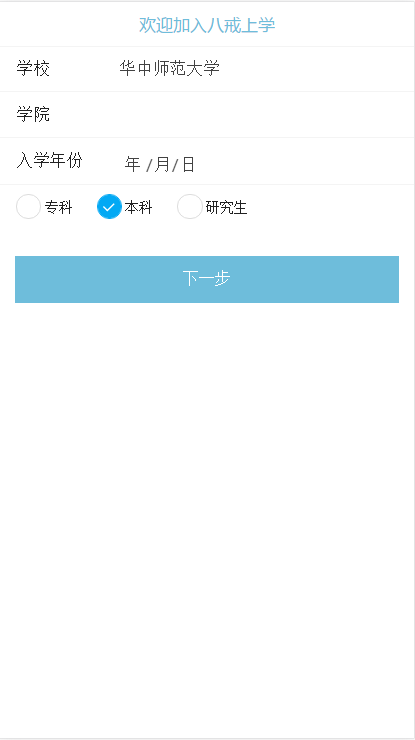 欢迎加入八戒上学
学校 华中师范大学
学院
入学年份 年 /月/日
专科 本科 研究生
下一步